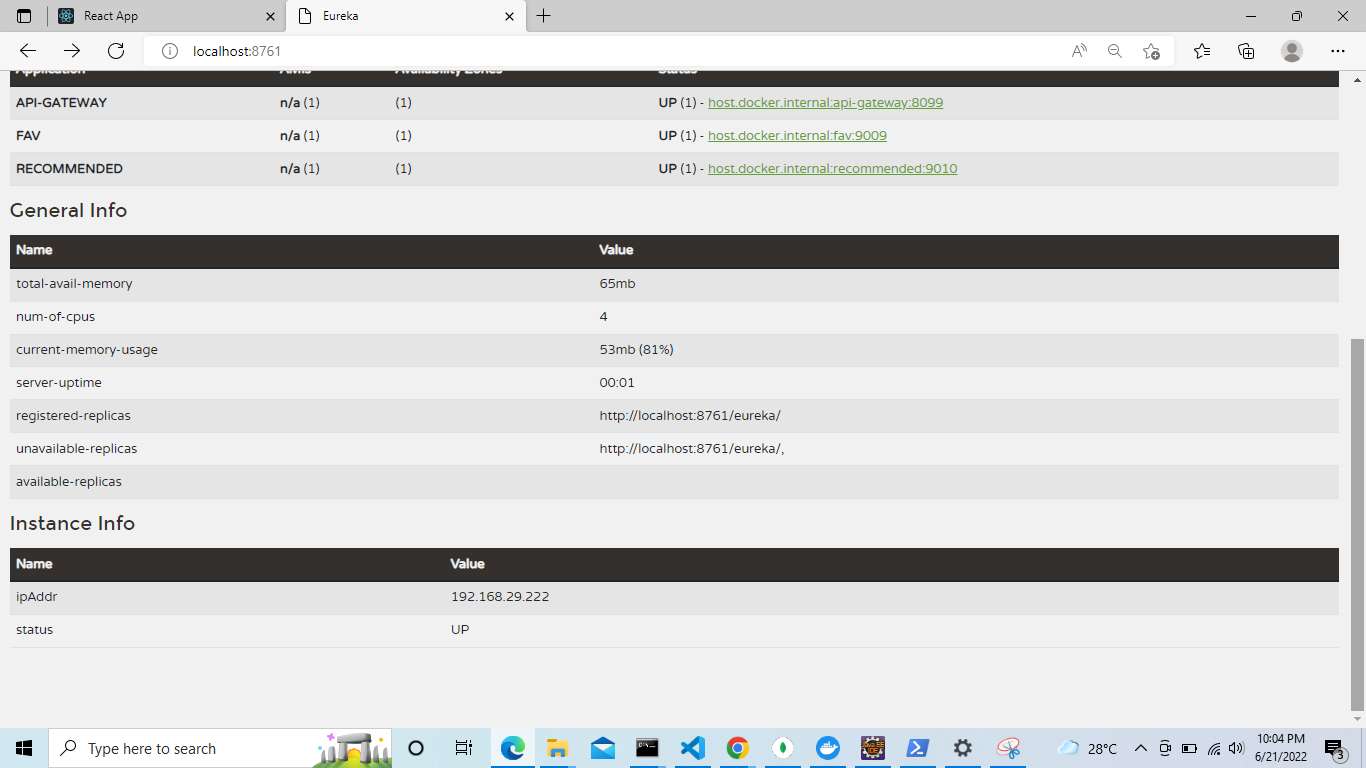 React App
Eureka
localhost:8761
Application AMIs Availability Zones Status
API-GATEWAY n/a (1) (1) UP (1) - host.docker.internal:api-gateway:8099
FAV n/a (1) (1) UP (1) - host.docker.internal:fav:9009
RECOMMENDED n/a (1) (1) UP (1) - host.docker.internal:recommended:9010
General Info
Name Value
total-avail-memory 65mb
num-of-cpus 4
current-memory-usage 53mb (81%)
server-uptime 00:01
registered-replicas http://localhost:8761/eureka/
unavailable-replicas http://localhost:8761/eureka/,
available-replicas
Instance Info
Name Value
ipAddr 192.168.29.222
status UP
Type here to search
28°C
10:04 PM
6/21/2022
3